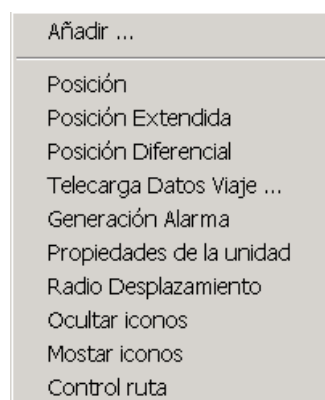 Añadir ...
Posición
Posición Extendida
Posición Diferencial
Telecarga Datos Viaje ...
Generación Alarma
Propiedades de la unidad
Radio Desplazamiento
Ocultar iconos
Mostar iconos
Control ruta